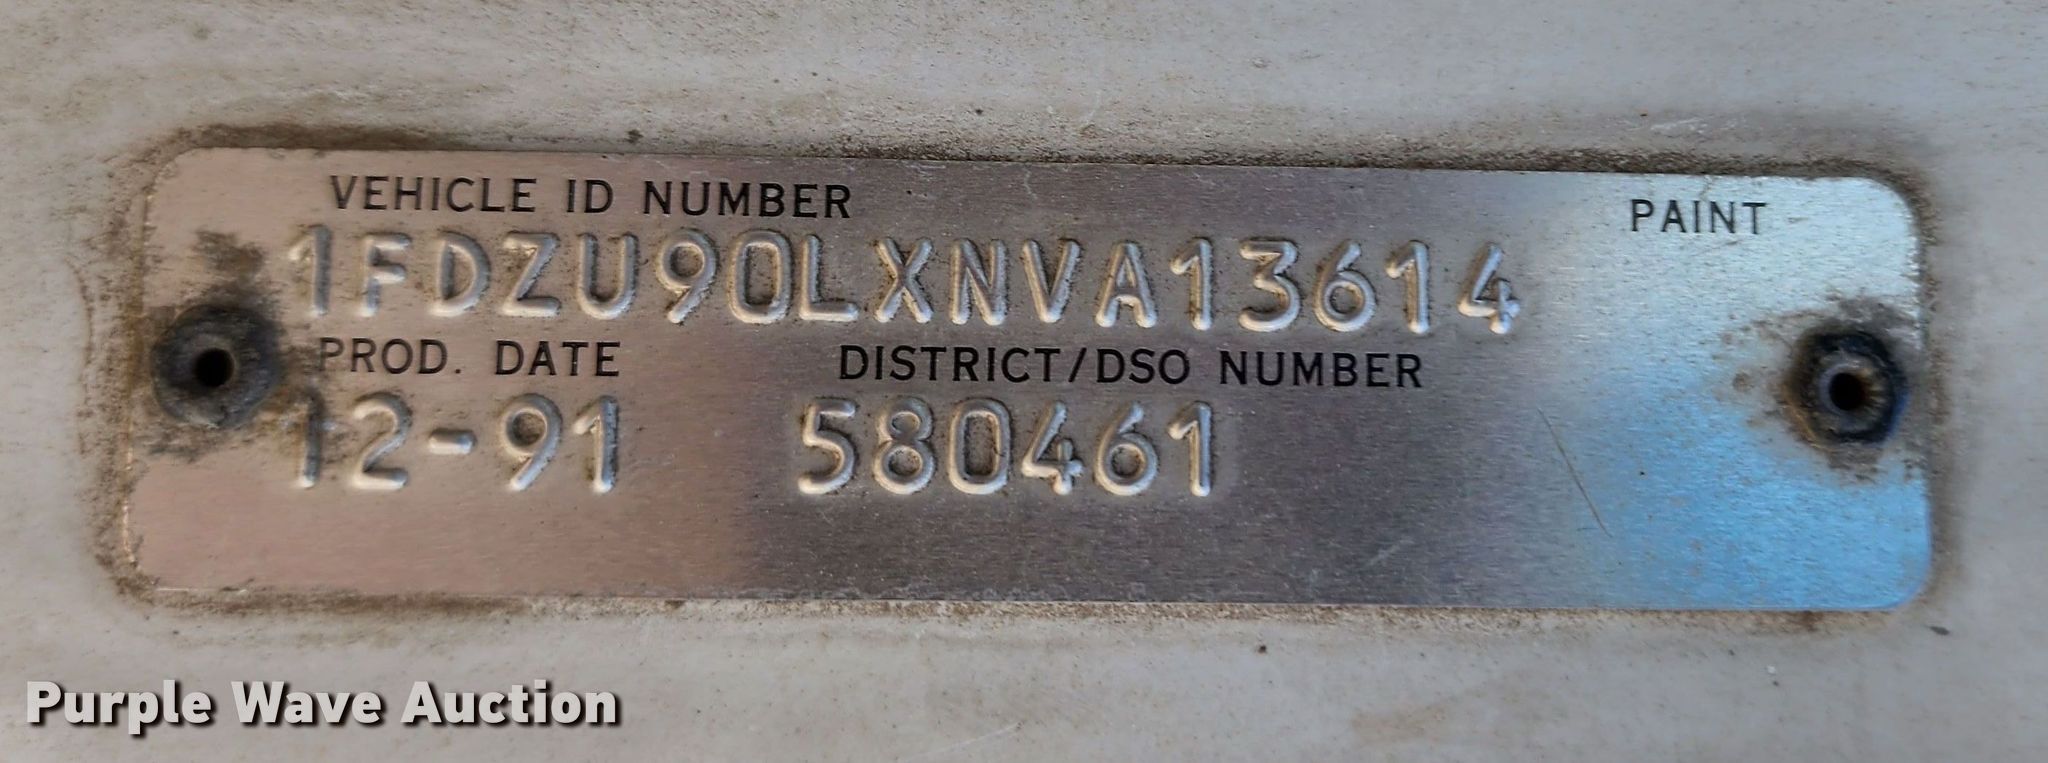 VEHICLE ID NUMBER PAINT
1FDZU90LXNVA13614
PROD. DATE DISTRICT/DSO NUMBER
12-91 580461
Purple Wave Auction